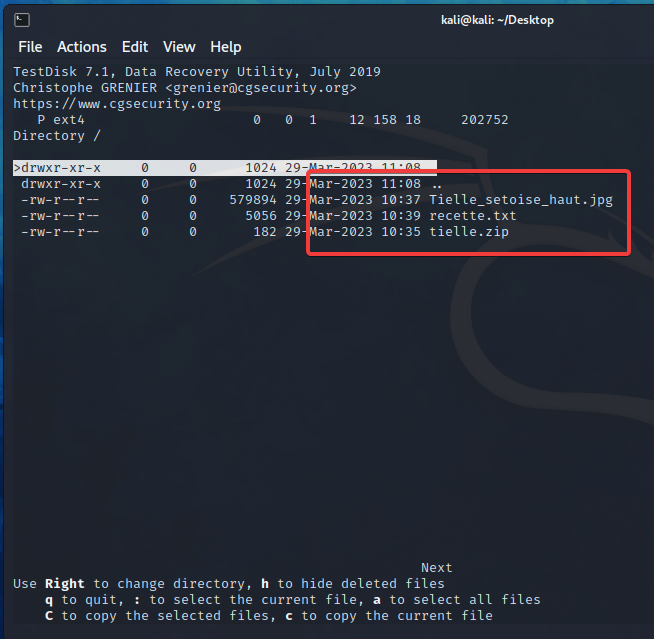 kali@kali: ~/Desktop
File Actions Edit View Help
TestDisk 7.1, Data Recovery Utility, July 2019
Christophe GRENIER <grenier@cgsecurity.org>
https://www.cgsecurity.org
P ext4 0 0 1 12 158 18 202752
Directory /
>drwxr-xr-x 0 0 1024 29-Mar-2023 11:08 .
drwxr-xr-x 0 0 1024 29-Mar-2023 11:08 ..
-rw-r--r-- 0 0 579894 29-Mar-2023 10:37 Tielle_setoise_haut.jpg
-rw-r--r-- 0 0 5056 29-Mar-2023 10:39 recette.txt
-rw-r--r-- 0 0 182 29-Mar-2023 10:35 tielle.zip
Next
Use Right to change directory, h to hide deleted files
q to quit, : to select the current file, a to select all files
C to copy the selected files, c to copy the current file